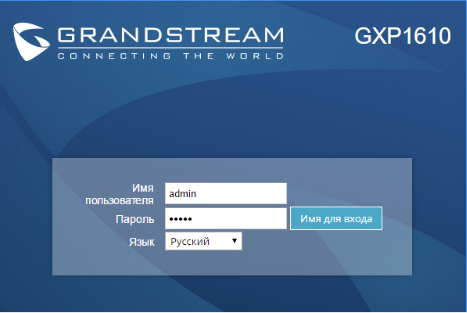 GRANDSTREAM
CONNECTING THE WORLD
GXP1610
Имя
пользователя
admin
Пароль
•••••
Имя для входа
Язык
Русский